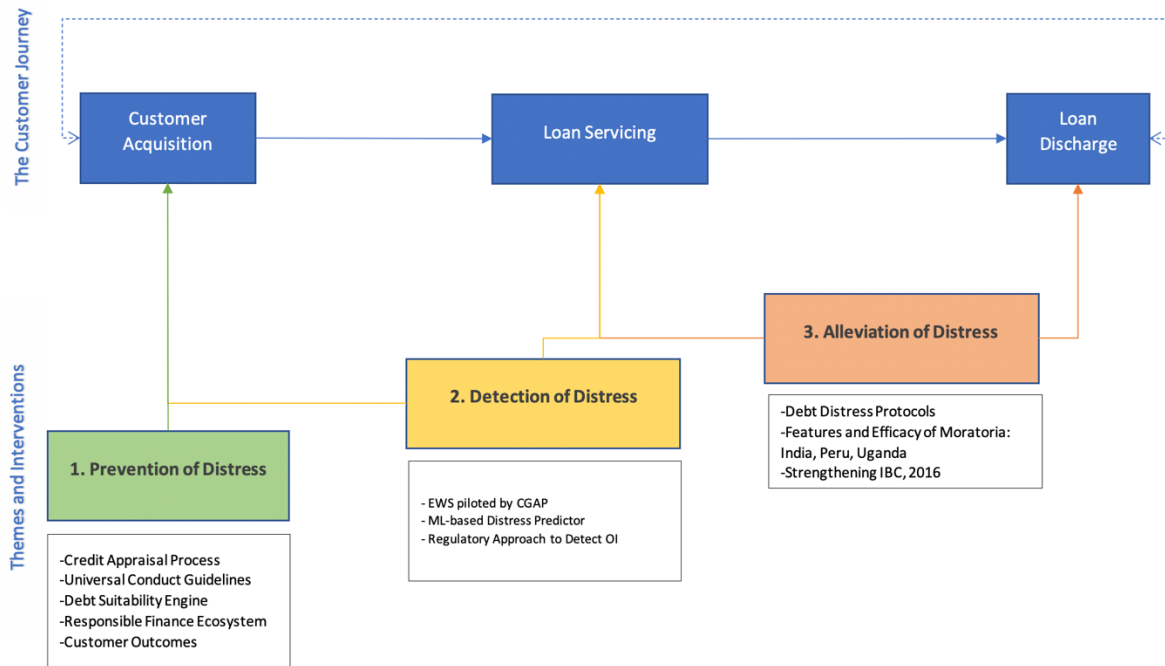 The Customer Journey
Customer
Acquisition
Loan Servicing
Loan
Discharge
Themes and Interventions
1. Prevention of Distress
-Credit Appraisal Process
-Universal Conduct Guidelines
-Debt Suitability Engine
-Responsible Finance Ecosystem
-Customer Outcomes
2. Detection of Distress
- EWS piloted by CGAP
- ML-based Distress Predictor
- Regulatory Approach to Detect OI
3. Alleviation of Distress
-Debt Distress Protocols
-Features and Efficacy of Moratoria:
India, Peru, Uganda
-Strengthening IBC, 2016